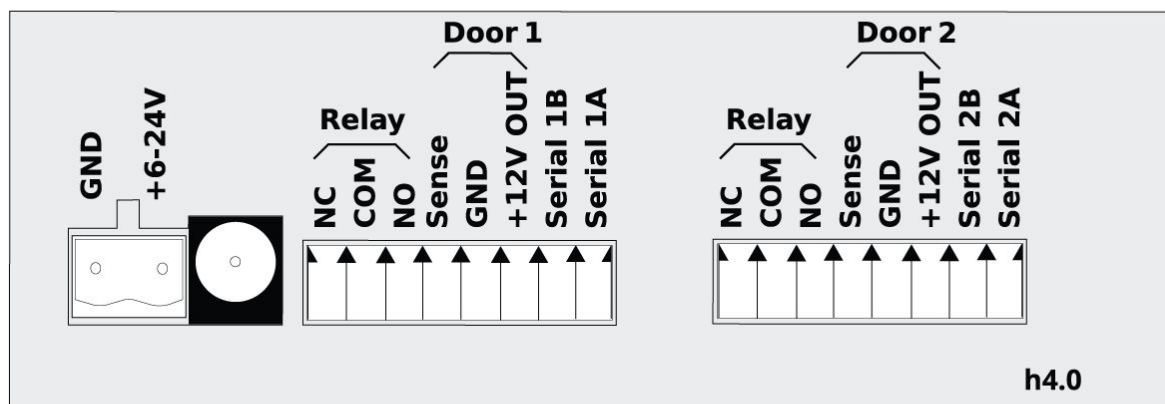 Door 1
Door 2
Relay
Relay
GND
+6-24V
NC
COM
NO
Sense
GND
+12V OUT
Serial 1B
Serial 1A
NC
COM
NO
Sense
GND
+12V OUT
Serial 2B
Serial 2A
h4.0